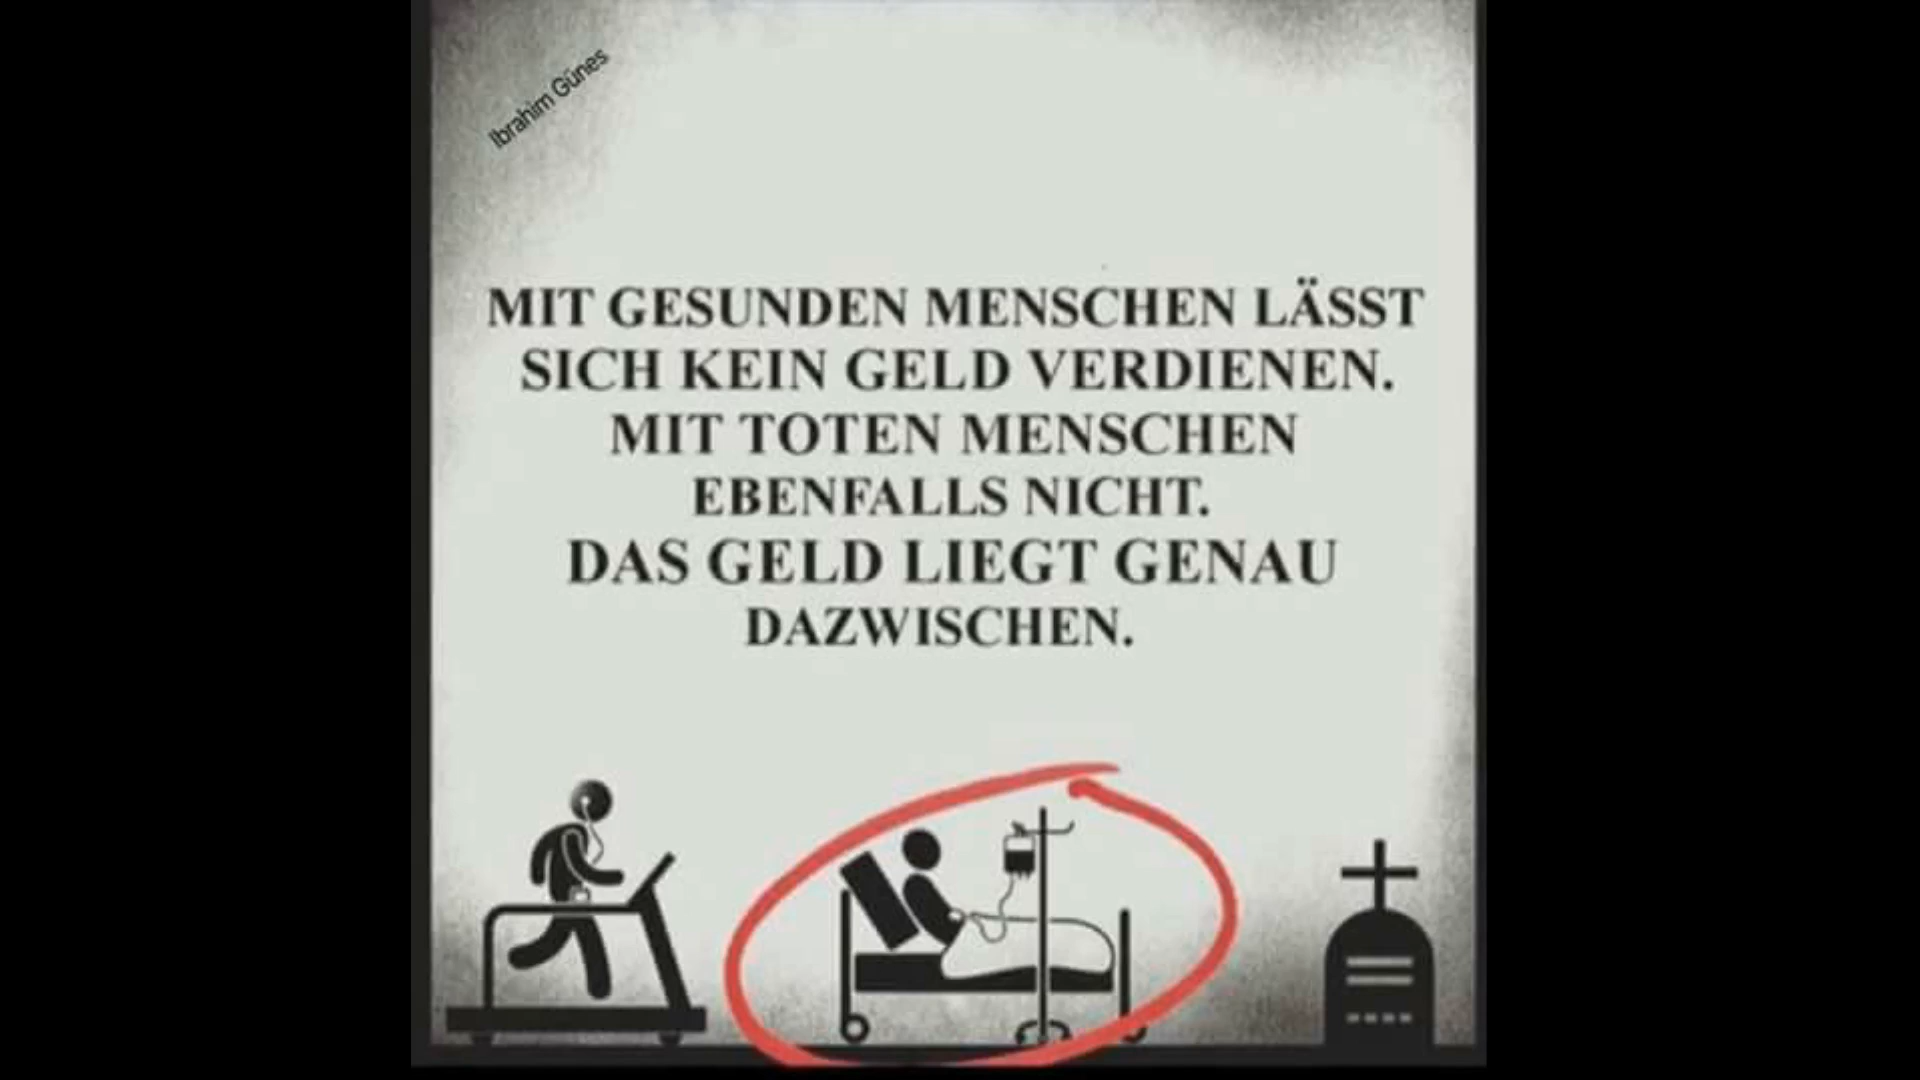 Ibrahim Günes
MIT GESUNDEN MENSCHEN LÄSST
SICH KEIN GELD VERDIENEN.
MIT TOTEN MENSCHEN
EBENFALLS NICHT.
DAS GELD LIEGT GENAU
DAZWISCHEN.